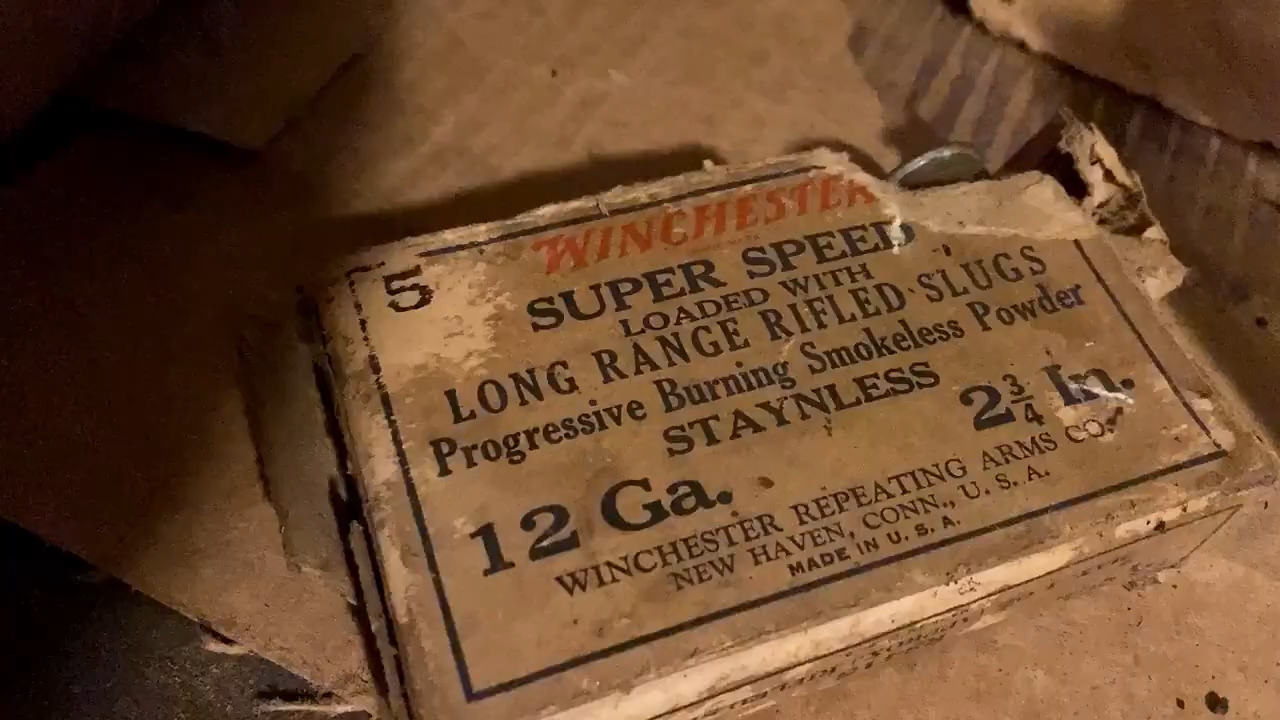 5
WINCHESTER
SUPER SPEED
LOADED WITH
LONG RANGE RIFLED SLUGS
Progressive Burning Smokeless Powder
STAYNLESS
12 Ga.
2¾ In.
WINCHESTER REPEATING ARMS CO.
NEW HAVEN, CONN., U. S. A.
MADE IN U. S. A.